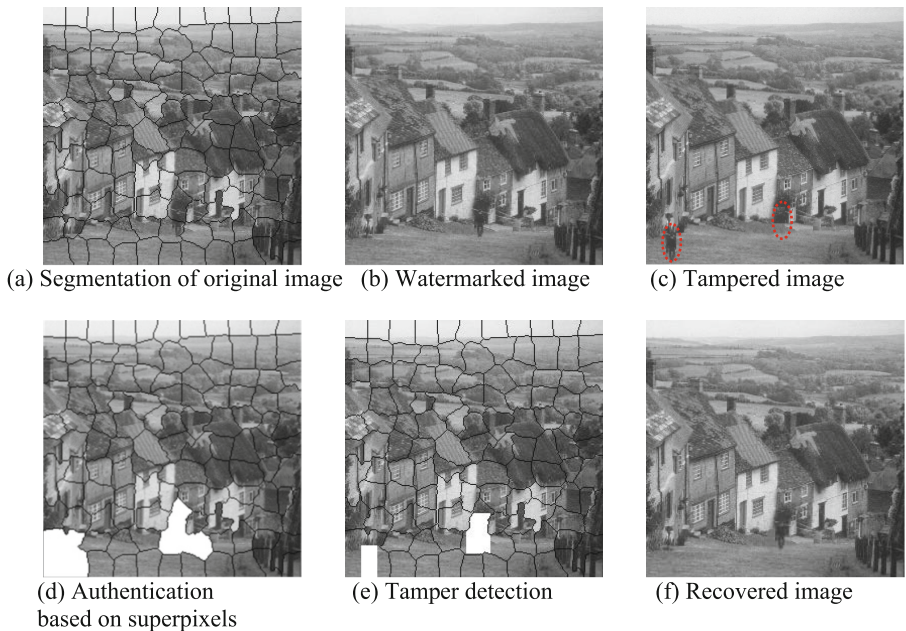 (a) Segmentation of original image
(b) Watermarked image
(c) Tampered image
(d) Authentication
based on superpixels
(e) Tamper detection
(f) Recovered image